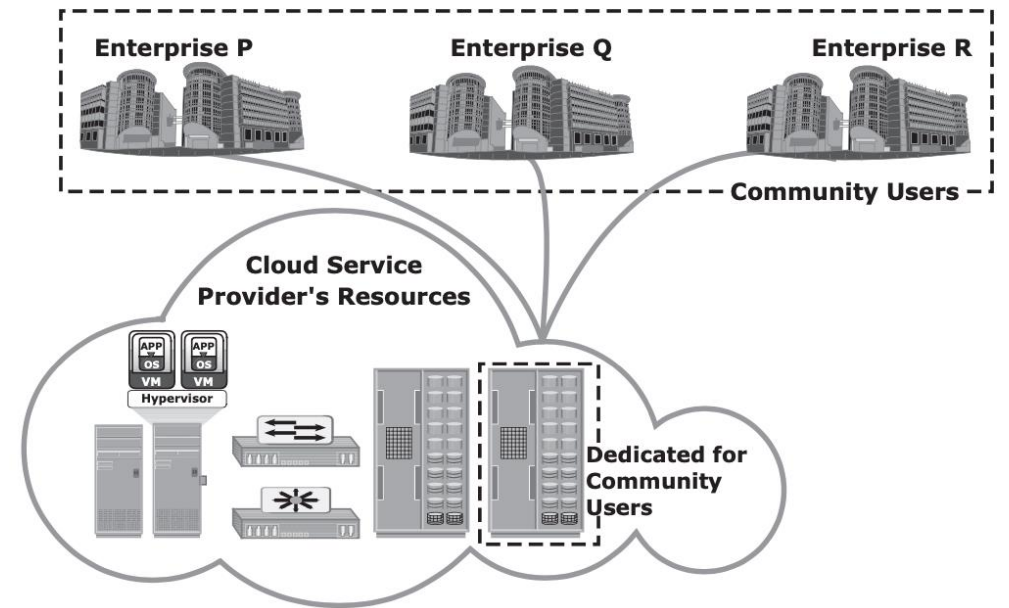 Enterprise P
Enterprise Q
Enterprise R
Community Users
Cloud Service
Provider's Resources
APP
OS
VM
APP
OS
VM
Hypervisor
Dedicated for
Community
Users